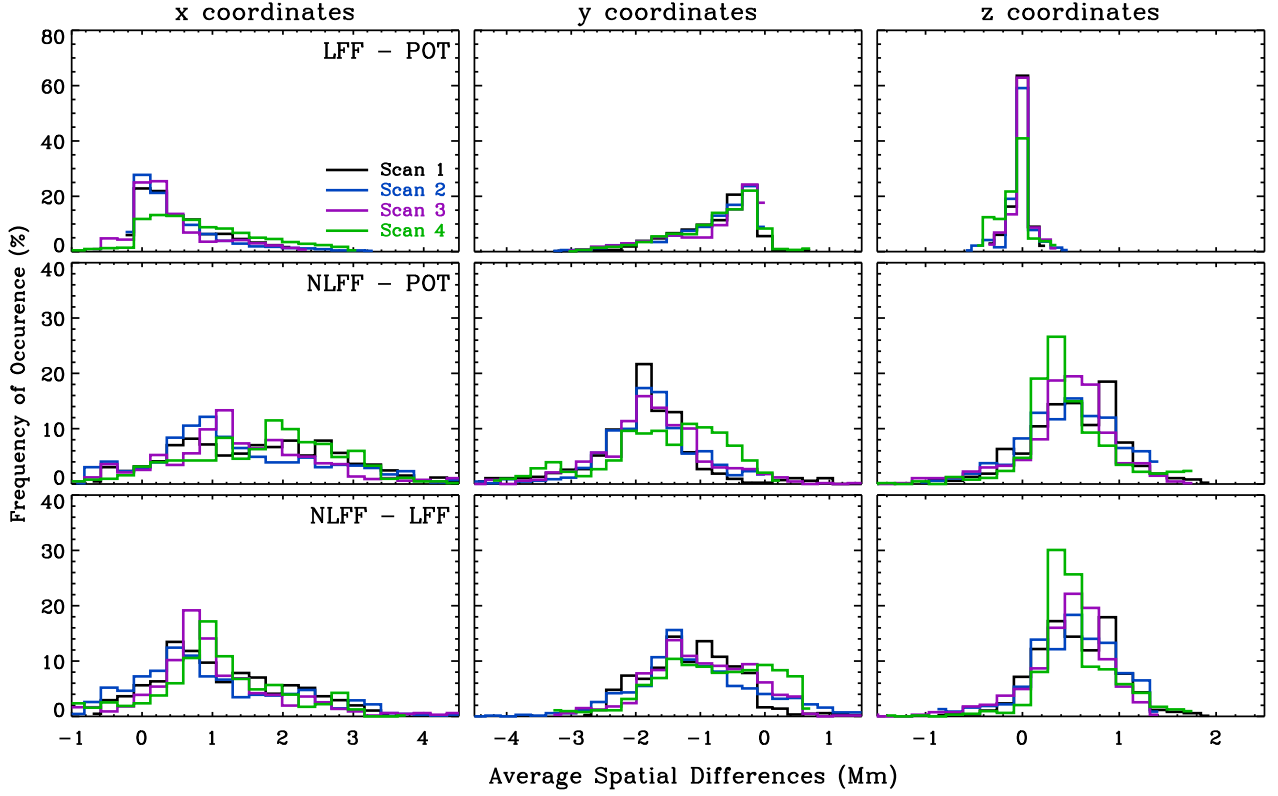 x coordinates y coordinates z coordinates
80 LFF − POT
60
40
Scan 1
20 Scan 2
Scan 3
Scan 4
0
40 NLFF − POT
30
20
10
0
40 NLFF − LFF
30
20
10
0
−1 0 1 2 3 4 −4 −3 −2 −1 0 1 −1 0 1 2
Frequency of Occurence (%)
Average Spatial Differences (Mm)